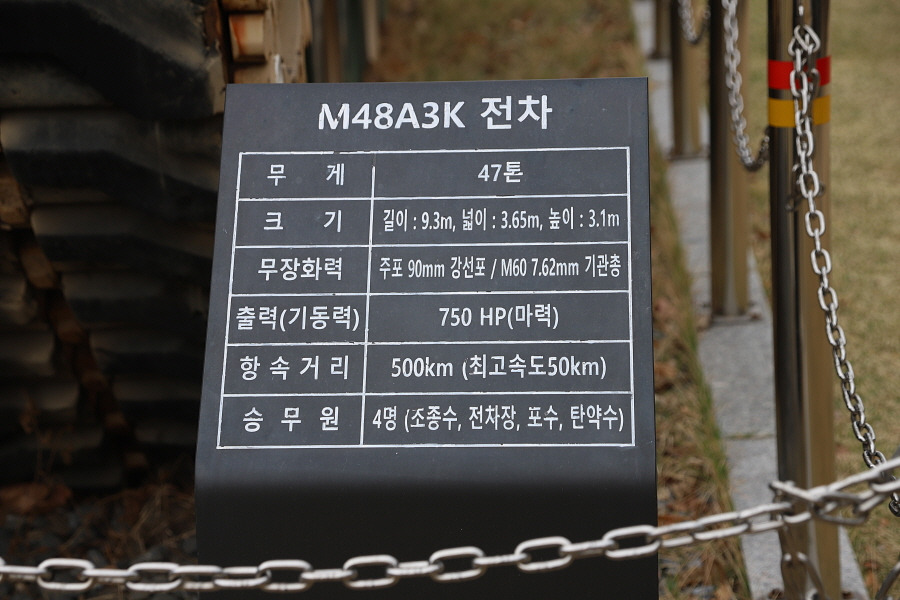 M48A3K 전차
무 게 47톤
크 기 길이 : 9.3m, 넓이 : 3.65m, 높이 : 3.1m
무장화력 주포 90mm 강선포 / M60 7.62mm 기관총
출력(기동력) 750 HP(마력)
항 속 거 리 500km (최고속도50km)
승 무 원 4명 (조종수, 전차장, 포수, 탄약수)